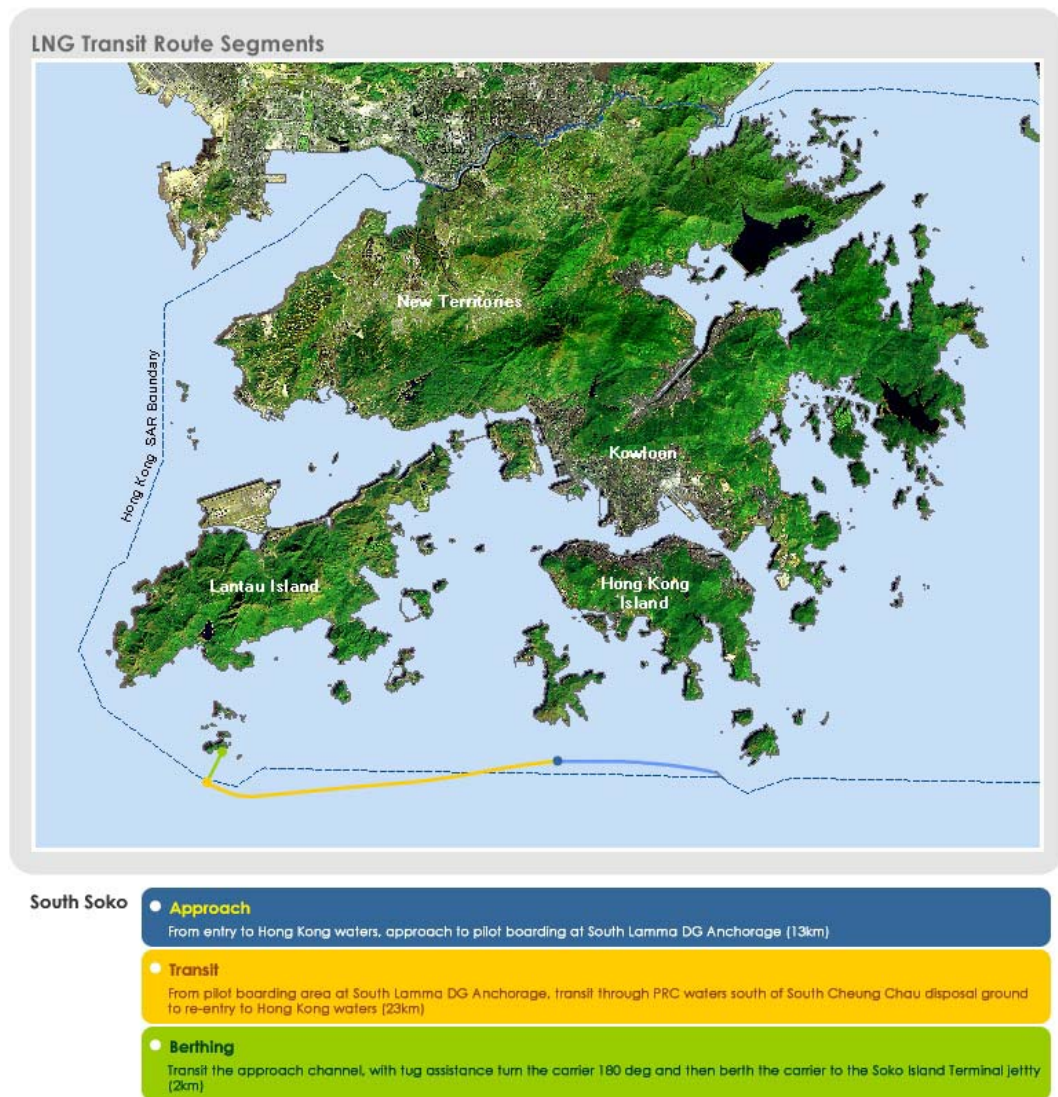 LNG Transit Route Segments
New Territories
Hong Kong SAR Boundary
Kowloon
Lantau Island
Hong Kong
Island
South Soko
Approach
From entry to Hong Kong waters, approach to pilot boarding at South Lamma DG Anchorage (13km)
Transit
From pilot boarding area at South Lamma DG Anchorage, transit through PRC waters south of South Cheung Chau disposal ground
to re-entry to Hong Kong waters (23km)
Berthing
Transit the approach channel, with tug assistance turn the carrier 180 deg and then berth the carrier to the Soko Island Terminal jettty
(2km)